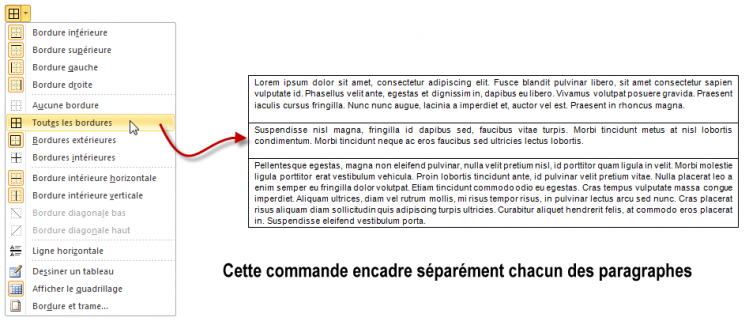 Bordure inférieure
Bordure supérieure
Bordure gauche
Bordure droite
Aucune bordure
Toutes les bordures
Bordures extérieures
Bordures intérieures
Bordure intérieure horizontale
Bordure intérieure verticale
Bordure diagonale bas
Bordure diagonale haut
Ligne horizontale
Dessiner un tableau
Afficher le quadrillage
Bordure et trame...
Lorem ipsum dolor sit amet, consectetur adipiscing elit. Fusce blandit pulvinar libero, sit amet consectetur sapien
vulputate id. Phasellus velit ante, egestas et dignissim in, dapibus eu libero. Vivamus volutpat posuere gravida. Praesent
iaculis cursus fringilla. Nunc nunc augue, lacinia a imperdiet et, auctor vel est. Praesent in rhoncus magna.
Suspendisse nisl magna, fringilla id dapibus sed, faucibus vitae turpis. Morbi tincidunt metus at nisl lobortis
condimentum. Morbi tincidunt neque ac eros faucibus sed ultricies lectus lobortis.
Pellentesque egestas, magna non eleifend pulvinar, nulla velit pretium nisl, id porttitor quam ligula in velit. Morbi molestie
ligula porttitor erat vestibulum vehicula. Proin lobortis tincidunt ante, id pulvinar velit pretium vitae. Nulla placerat leo a
enim semper eu fringilla dolor volutpat. Etiam tincidunt commodo odio eu egestas. Cras tempus vulputate massa congue
imperdiet. Aliquam ultrices, diam vel rutrum mollis, mi risus tempor risus, in pulvinar lectus arcu sed nunc. Cras placerat
risus aliquam diam sollicitudin quis adipiscing turpis ultricies. Curabitur aliquet hendrerit felis, at commodo eros placerat
in. Suspendisse eleifend vestibulum porta.
Cette commande encadre séparément chacun des paragraphes